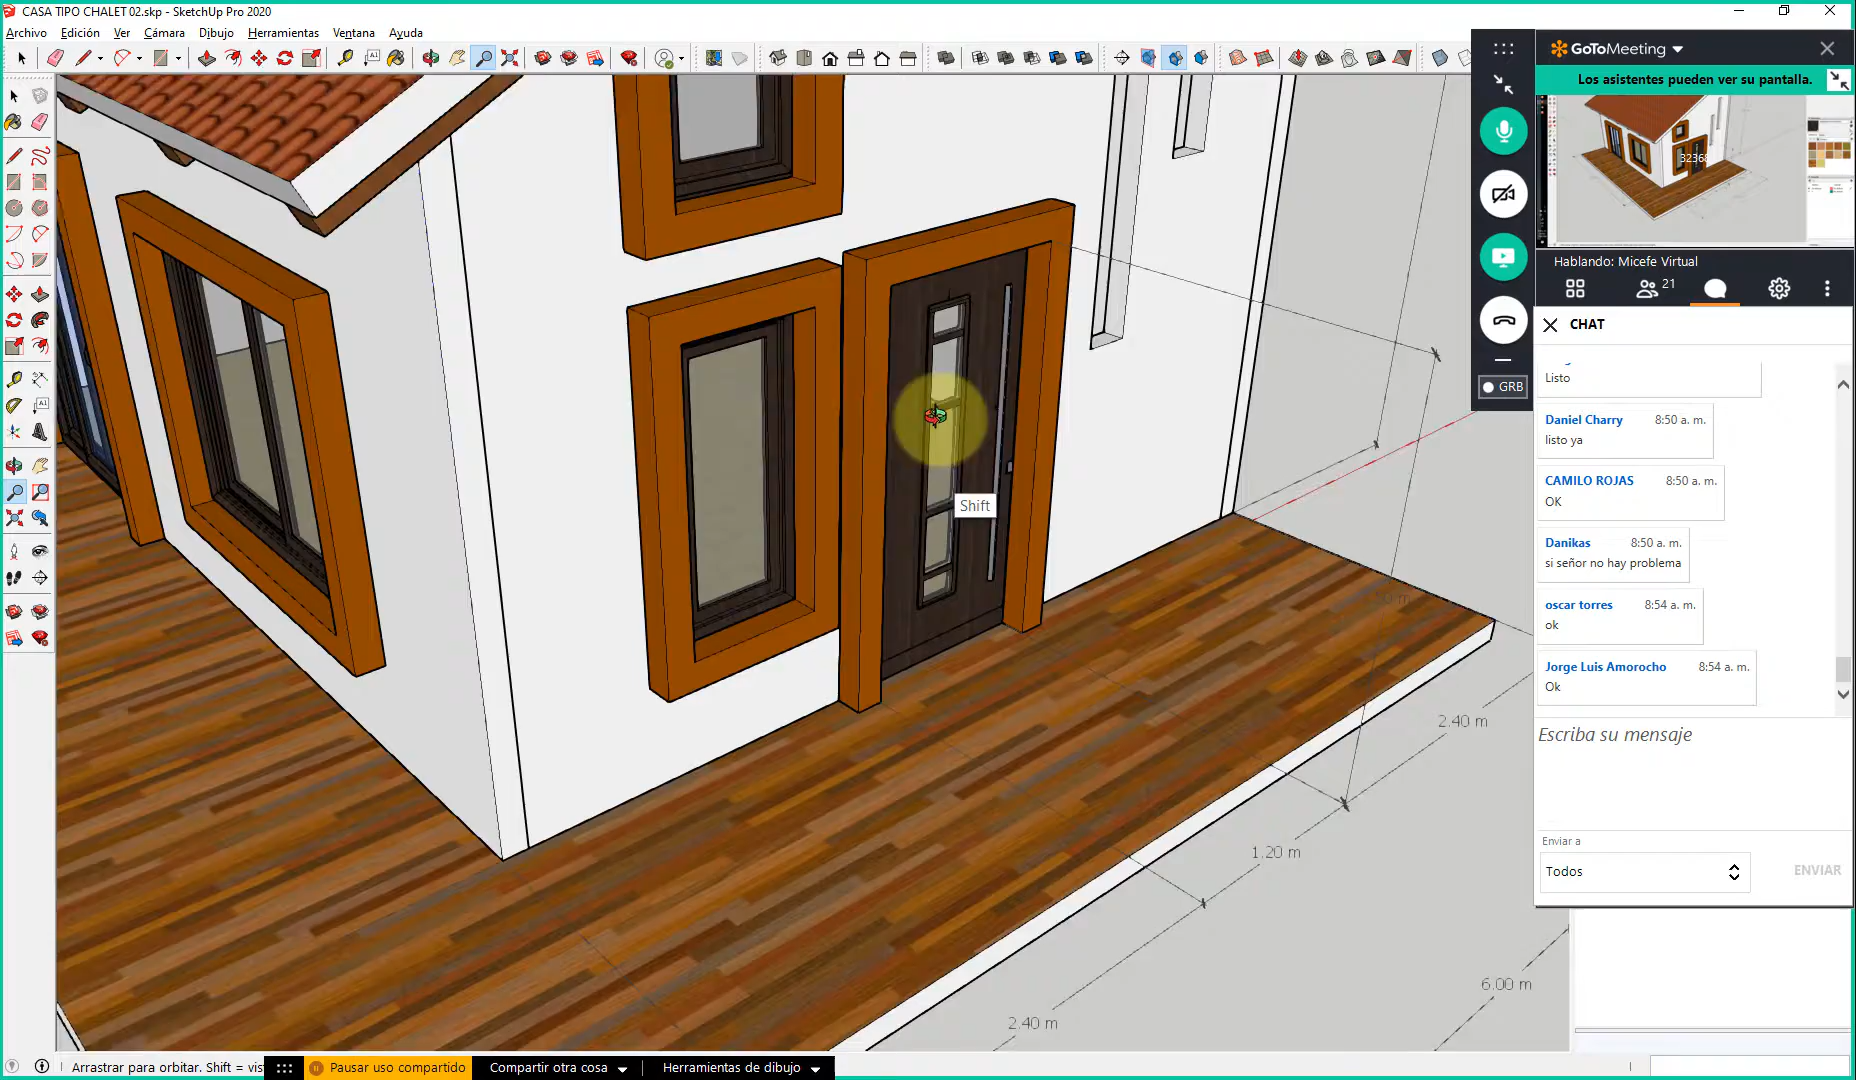 CASA TIPO CHALET 02.skp - SketchUp Pro 2020
Archivo Edición Ver Cámara Dibujo Herramientas Ventana Ayuda
GoToMeeting
Los asistentes pueden ver su pantalla.
Hablando: Micefe Virtual
21
CHAT
GRB
Listo
Daniel Charry 8:50 a. m.
listo ya
CAMILO ROJAS 8:50 a. m.
OK
Danikas 8:50 a. m.
si señor no hay problema
oscar torres 8:54 a. m.
ok
Jorge Luis Amorocho 8:54 a. m.
Ok
Escriba su mensaje
Enviar a
Todos
ENVIAR
Shift
2.40 m
1.20 m
6.00 m
2.40 m
Arrastrar para orbitar. Shift = vis
Pausar uso compartido
Compartir otra cosa
Herramientas de dibujo